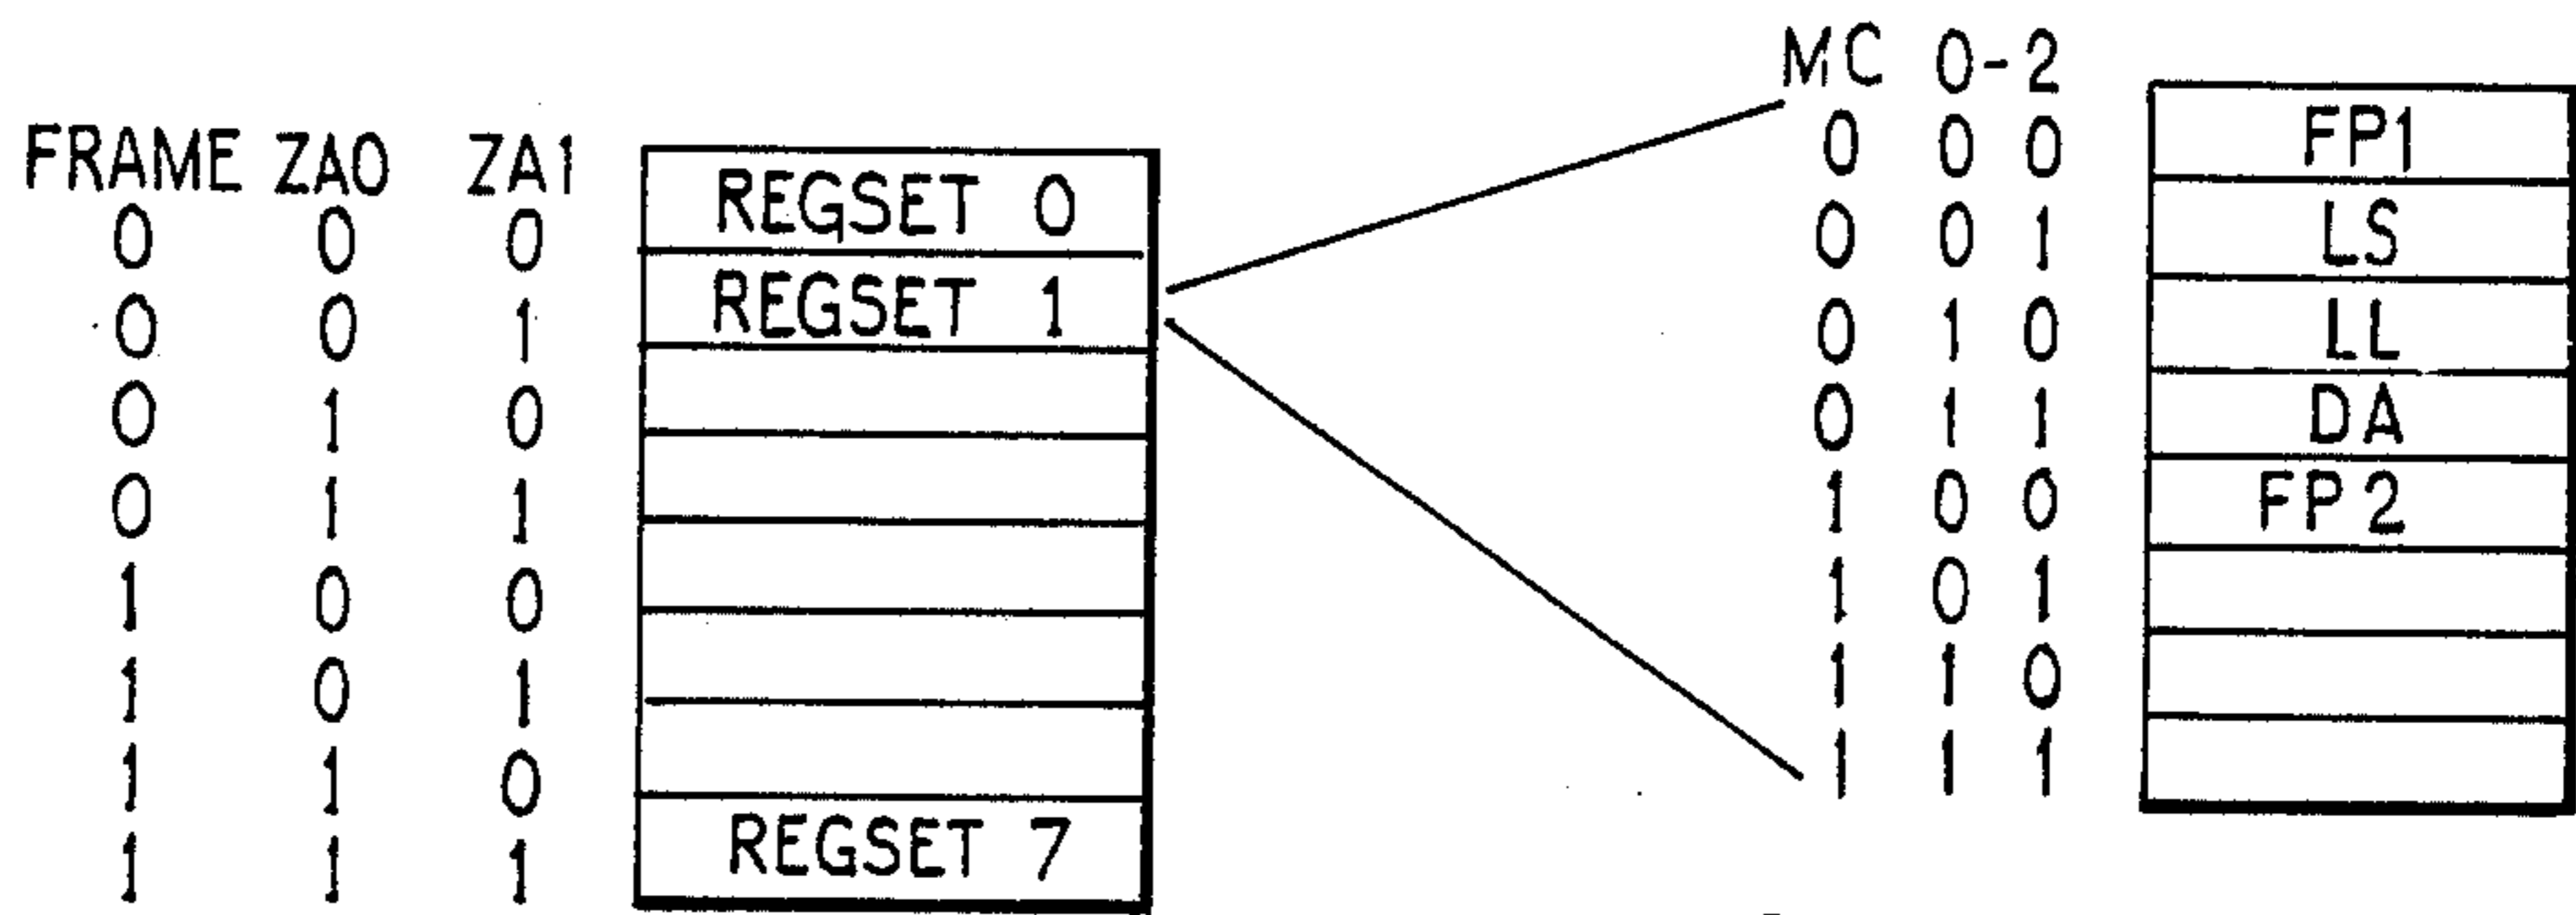 FRAME ZA0 ZA1
0 0 0 REGSET 0
0 0 1 REGSET 1
0 1 0
0 1 1
1 0 0
1 0 1
1 1 0
1 1 1 REGSET 7
MC 0-2
0 0 0 FP1
0 0 1 LS
0 1 0 LL
0 1 1 DA
1 0 0 FP2
1 0 1
1 1 0
1 1 1